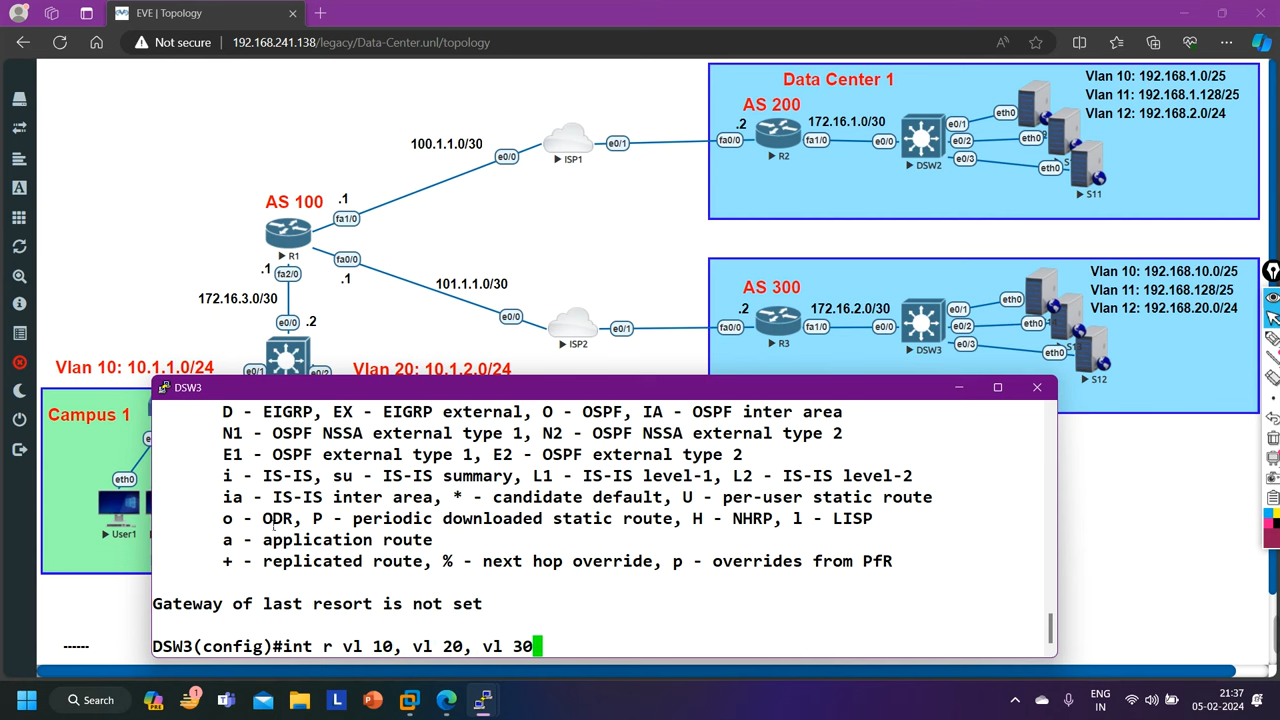 EVE | Topology
Not secure
192.168.241.138/legacy/Data-Center.unl/topology
Data Center 1
AS 200
Vlan 10: 192.168.1.0/25
Vlan 11: 192.168.1.128/25
Vlan 12: 192.168.2.0/24
.2
172.16.1.0/30
fa0/0
fa1/0
e0/0
e0/1
e0/2
e0/3
eth0
eth0
eth0
R2
DSW2
S11
100.1.1.0/30
e0/0
e0/1
ISP1
AS 100
.1
fa1/0
R1
fa0/0
.1
.1
fa2/0
101.1.1.0/30
172.16.3.0/30
e0/0
.2
e0/0
e0/1
ISP2
AS 300
Vlan 10: 192.168.10.0/25
Vlan 11: 192.168.128/25
Vlan 12: 192.168.20.0/24
.2
172.16.2.0/30
fa0/0
fa1/0
e0/0
e0/1
e0/2
e0/3
eth0
eth0
eth0
R3
DSW3
S12
Vlan 10: 10.1.1.0/24
e0/1
Vlan 20: 10.1.2.0/24
Campus 1
eth0
User1
DSW3
D - EIGRP, EX - EIGRP external, O - OSPF, IA - OSPF inter area
N1 - OSPF NSSA external type 1, N2 - OSPF NSSA external type 2
E1 - OSPF external type 1, E2 - OSPF external type 2
i - IS-IS, su - IS-IS summary, L1 - IS-IS level-1, L2 - IS-IS level-2
ia - IS-IS inter area, * - candidate default, U - per-user static route
o - ODR, P - periodic downloaded static route, H - NHRP, l - LISP
a - application route
+ - replicated route, % - next hop override, p - overrides from PfR
Gateway of last resort is not set
DSW3(config)#int r vl 10, vl 20, vl 30
------
Search
ENG
IN
21:37
05-02-2024